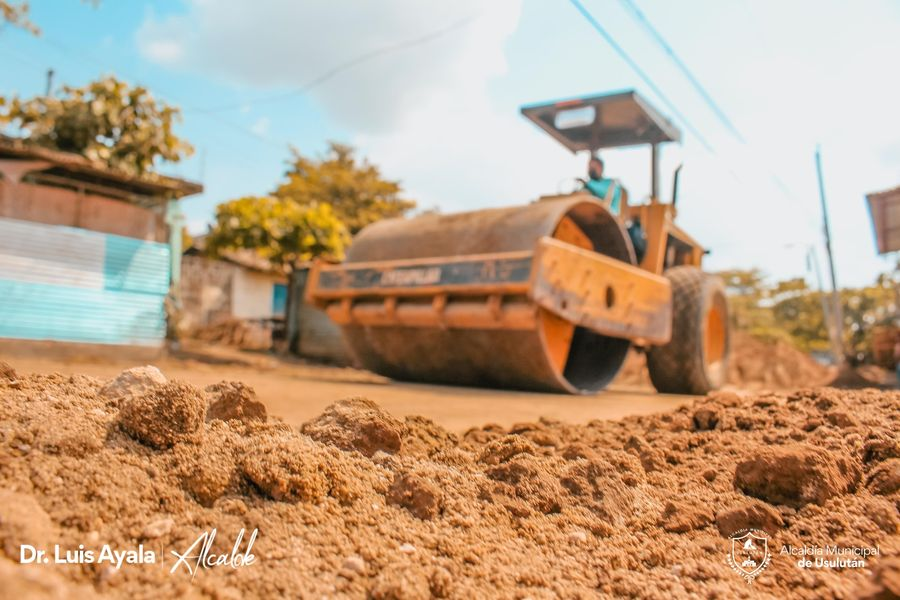 Dr. Luis Ayala | Alcalde
Alcaldía Municipal
de Usulután